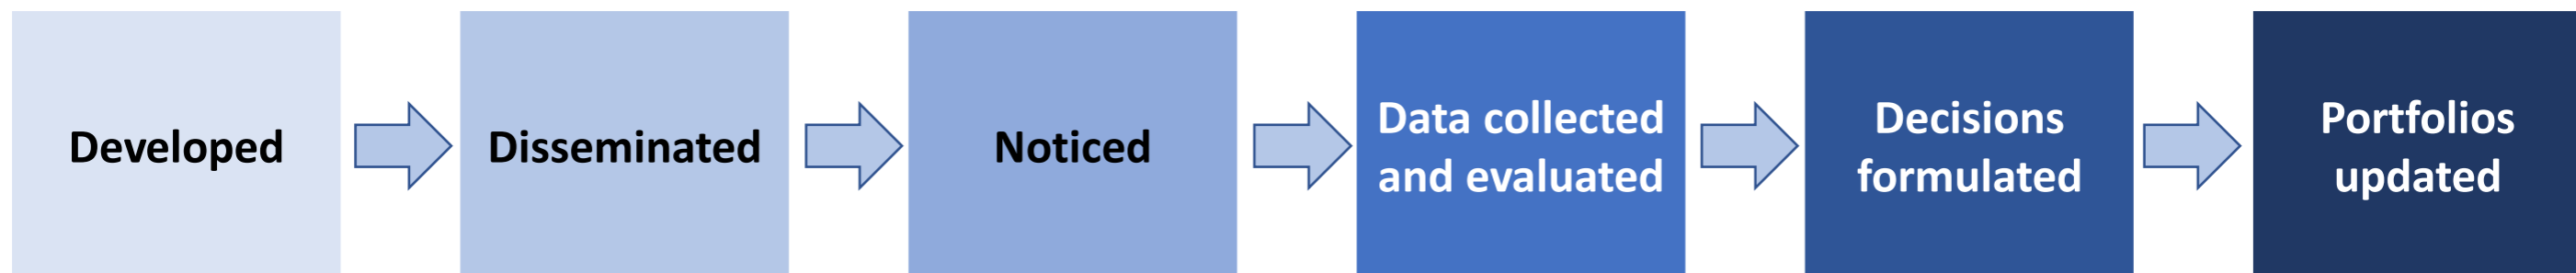 Developed
Disseminated
Noticed
Data collected
and evaluated
Decisions
formulated
Portfolios
updated